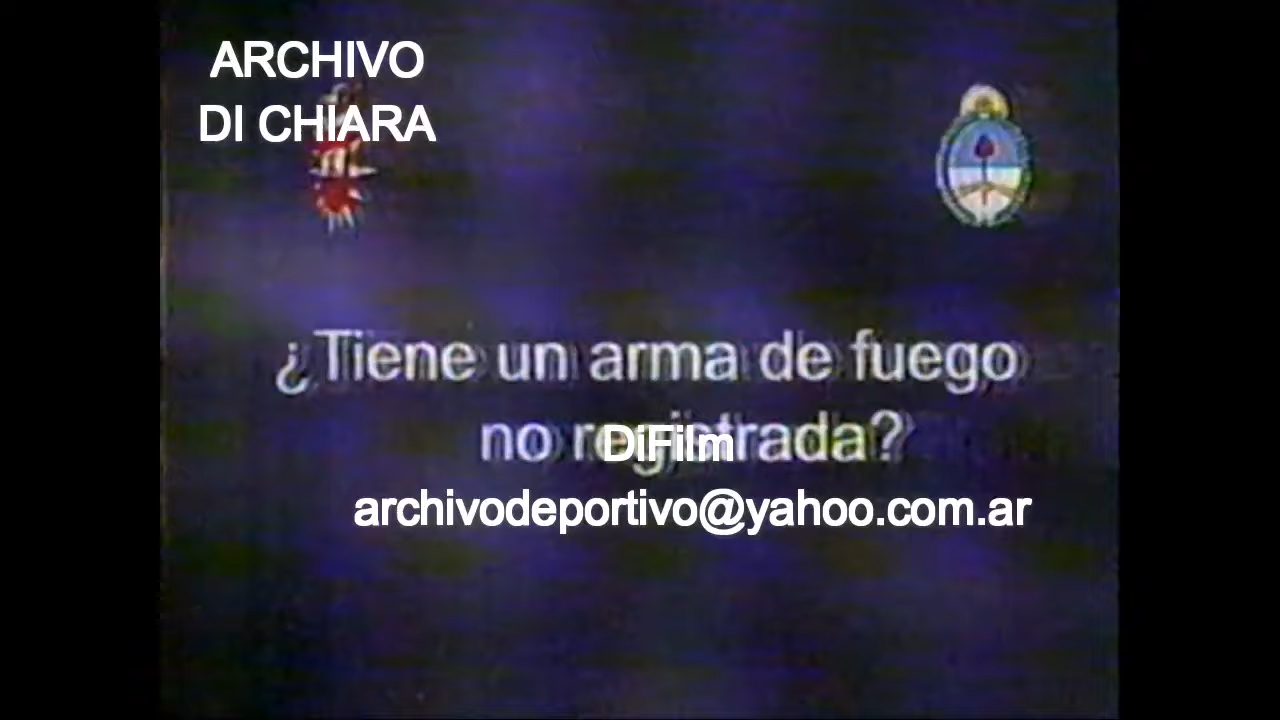 ARCHIVO
DI CHIARA
¿Tiene un arma de fuego
no registrada?
DiFilm
archivodeportivo@yahoo.com.ar